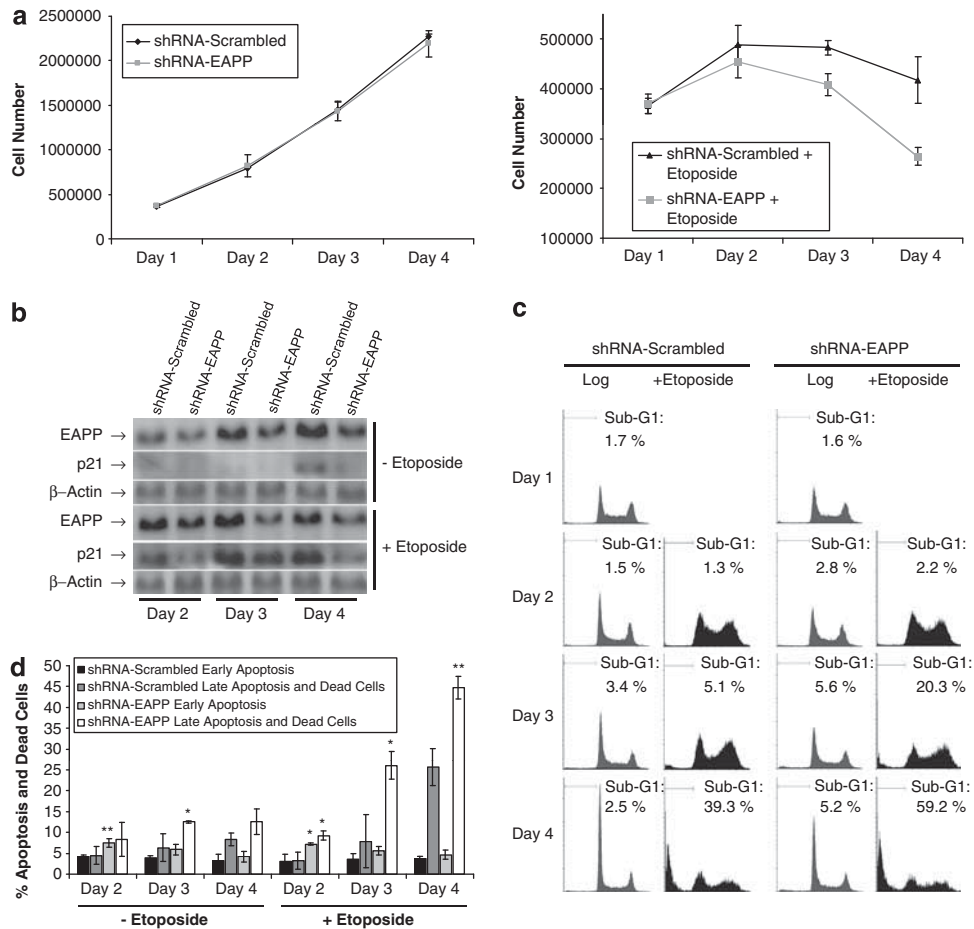 a
2500000
2000000
1500000
1000000
500000
0
Cell Number
shRNA-Scrambled
shRNA-EAPP
Day 1 Day 2 Day 3 Day 4
500000
400000
300000
200000
100000
Cell Number
shRNA-Scrambled +
Etoposide
shRNA-EAPP +
Etoposide
Day 1 Day 2 Day 3 Day 4
b
shRNA-Scrambled
shRNA-EAPP
shRNA-Scrambled
shRNA-EAPP
shRNA-Scrambled
shRNA-EAPP
EAPP →
p21 →
β–Actin →
- Etoposide
EAPP →
p21 →
β–Actin →
+ Etoposide
Day 2 Day 3 Day 4
c
shRNA-Scrambled shRNA-EAPP
Log +Etoposide Log +Etoposide
Day 1
Sub-G1: Sub-G1:
1.7 % 1.6 %
Day 2
Sub-G1: Sub-G1: Sub-G1: Sub-G1:
1.5 % 1.3 % 2.8 % 2.2 %
Day 3
Sub-G1: Sub-G1: Sub-G1: Sub-G1:
3.4 % 5.1 % 5.6 % 20.3 %
Day 4
Sub-G1: Sub-G1: Sub-G1: Sub-G1:
2.5 % 39.3 % 5.2 % 59.2 %
d
% Apoptosis and Dead Cells
50
45
40
35
30
25
20
15
10
5
0
shRNA-Scrambled Early Apoptosis
shRNA-Scrambled Late Apoptosis and Dead Cells
shRNA-EAPP Early Apoptosis
shRNA-EAPP Late Apoptosis and Dead Cells
** * * * * **
Day 2 Day 3 Day 4 Day 2 Day 3 Day 4
- Etoposide + Etoposide